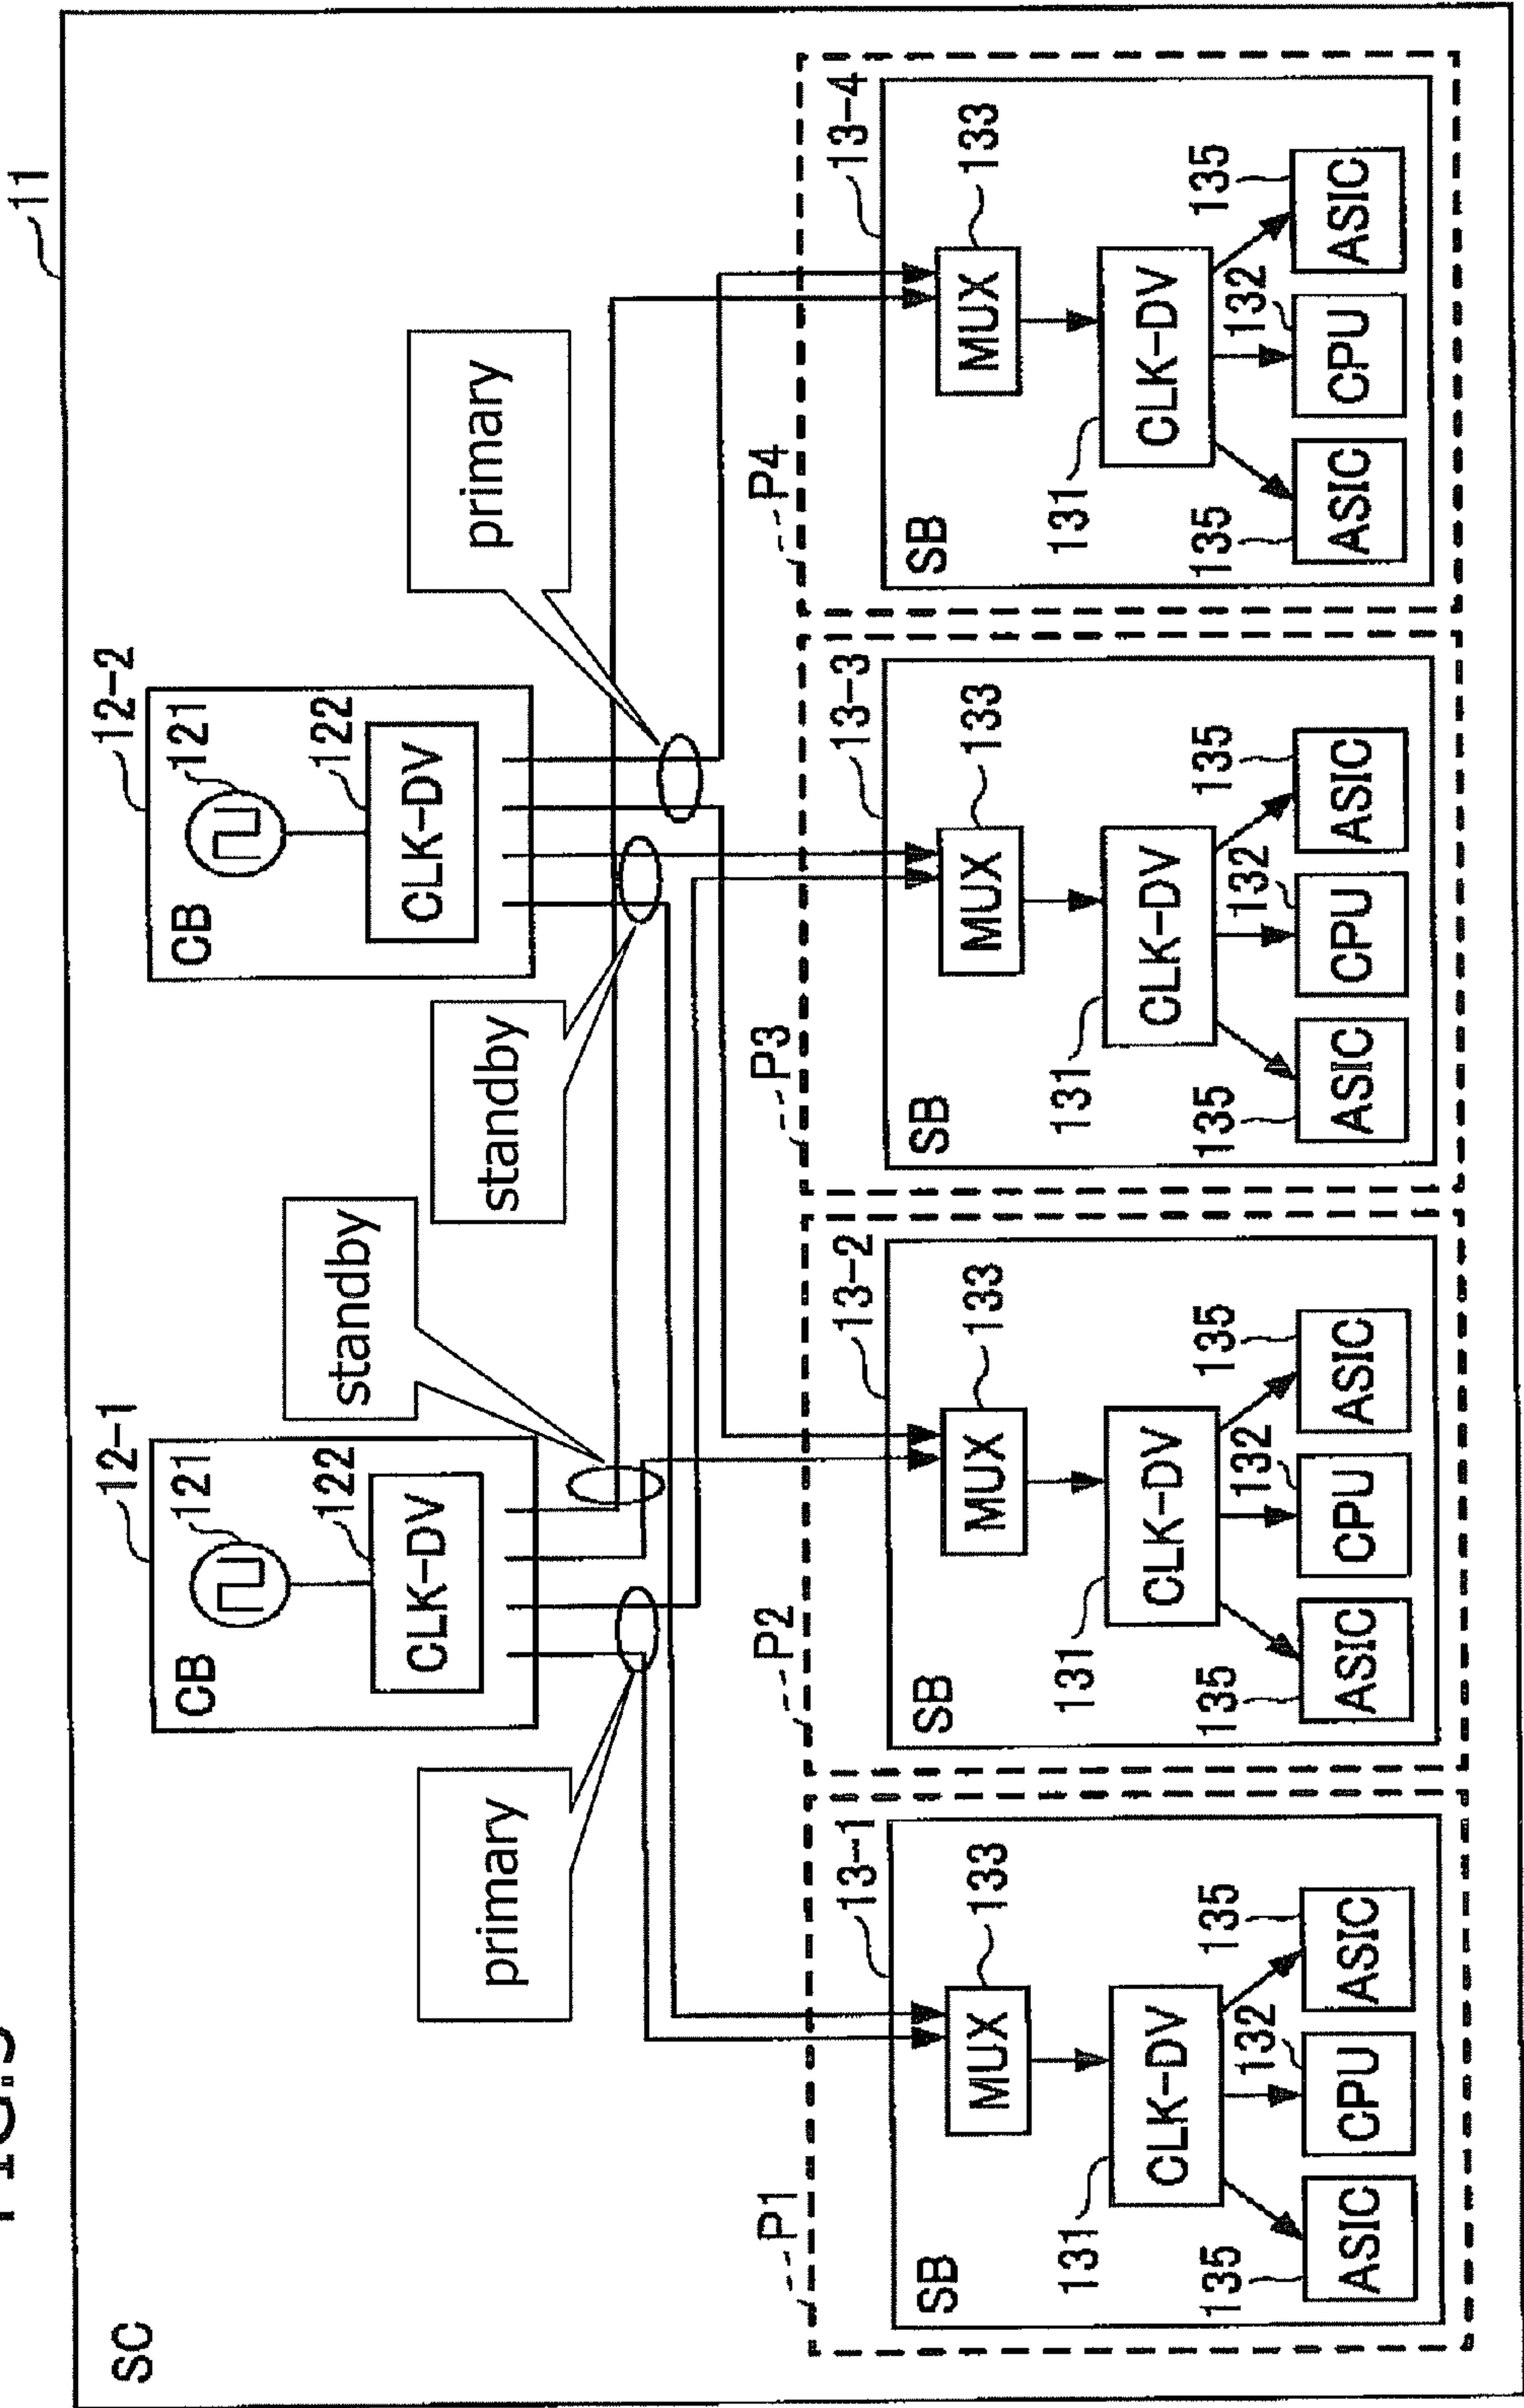 11
SC
12-1
CB
121
122
CLK-DV
12-2
CB
121
122
CLK-DV
primary
standby
standby
primary
P1
13-1
SB
133
MUX
131
CLK-DV
135
132
135
ASIC
CPU
ASIC
P2
13-2
SB
133
MUX
131
CLK-DV
135
132
135
ASIC
CPU
ASIC
P3
13-3
SB
133
MUX
131
CLK-DV
135
132
135
ASIC
CPU
ASIC
P4
13-4
SB
133
MUX
131
CLK-DV
135
132
135
ASIC
CPU
ASIC